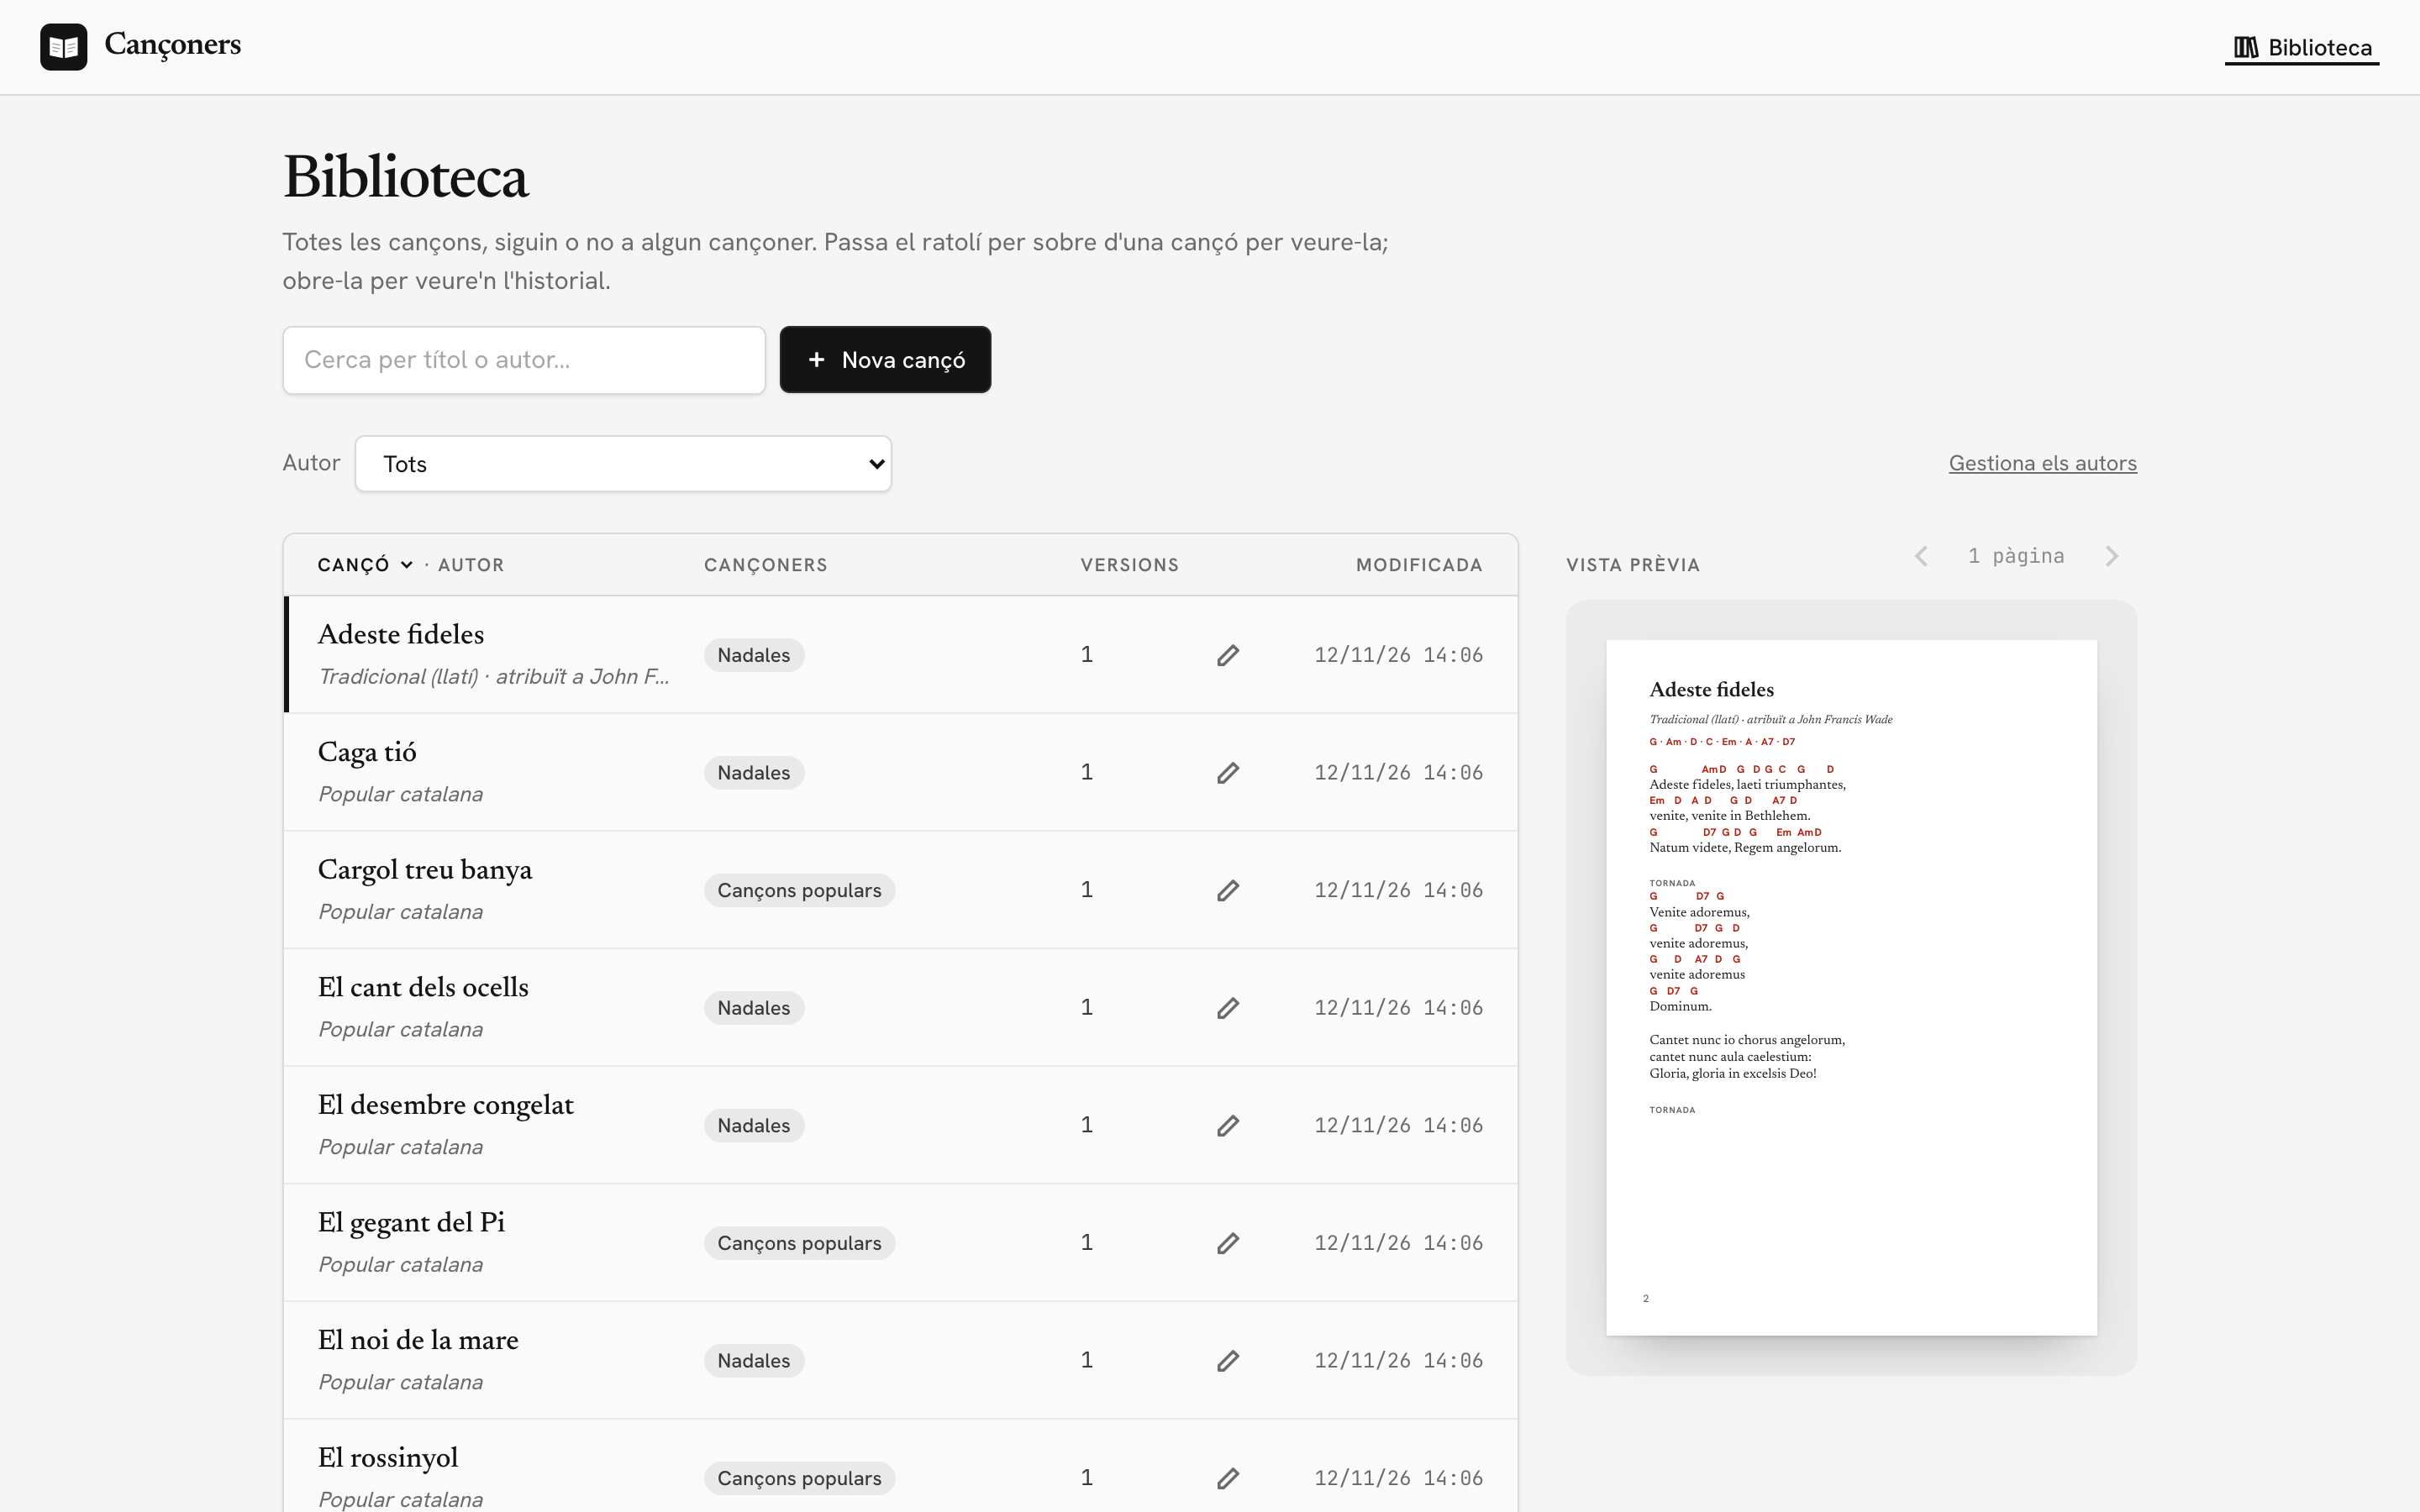 Cançoners
Biblioteca
Biblioteca
Totes les cançons, siguin o no a algun cançoner. Passa el ratolí per sobre d'una cançó per veure-la;
obre-la per veure'n l'historial.
Cerca per títol o autor...
+ Nova cançó
Autor
Tots
Gestiona els autors
CANÇÓ · AUTOR CANÇONERS VERSIONS MODIFICADA
Adeste fideles
Tradicional (llatí) · atribuït a John F...
Nadales 1 12/11/26 14:06
Caga tió
Popular catalana
Nadales 1 12/11/26 14:06
Cargol treu banya
Popular catalana
Cançons populars 1 12/11/26 14:06
El cant dels ocells
Popular catalana
Nadales 1 12/11/26 14:06
El desembre congelat
Popular catalana
Nadales 1 12/11/26 14:06
El gegant del Pi
Popular catalana
Cançons populars 1 12/11/26 14:06
El noi de la mare
Popular catalana
Nadales 1 12/11/26 14:06
El rossinyol
Popular catalana
Cançons populars 1 12/11/26 14:06
VISTA PRÈVIA
1 pàgina
Adeste fideles
Tradicional (llatí) · atribuït a John Francis Wade
G · Am · D · C · Em · A · A7 · D7
G Am D G D G C G D
Adeste fideles, laeti triumphantes,
Em D A D G D A7 D
venite, venite in Bethlehem.
G D7 G D G Em Am D
Natum videte, Regem angelorum.
TORNADA
G D7 G
Venite adoremus,
G D7 G D
venite adoremus,
G D A7 D G
venite adoremus
G D7 G
Dominum.
Cantet nunc io chorus angelorum,
cantet nunc aula caelestium:
Gloria, gloria in excelsis Deo!
TORNADA
2